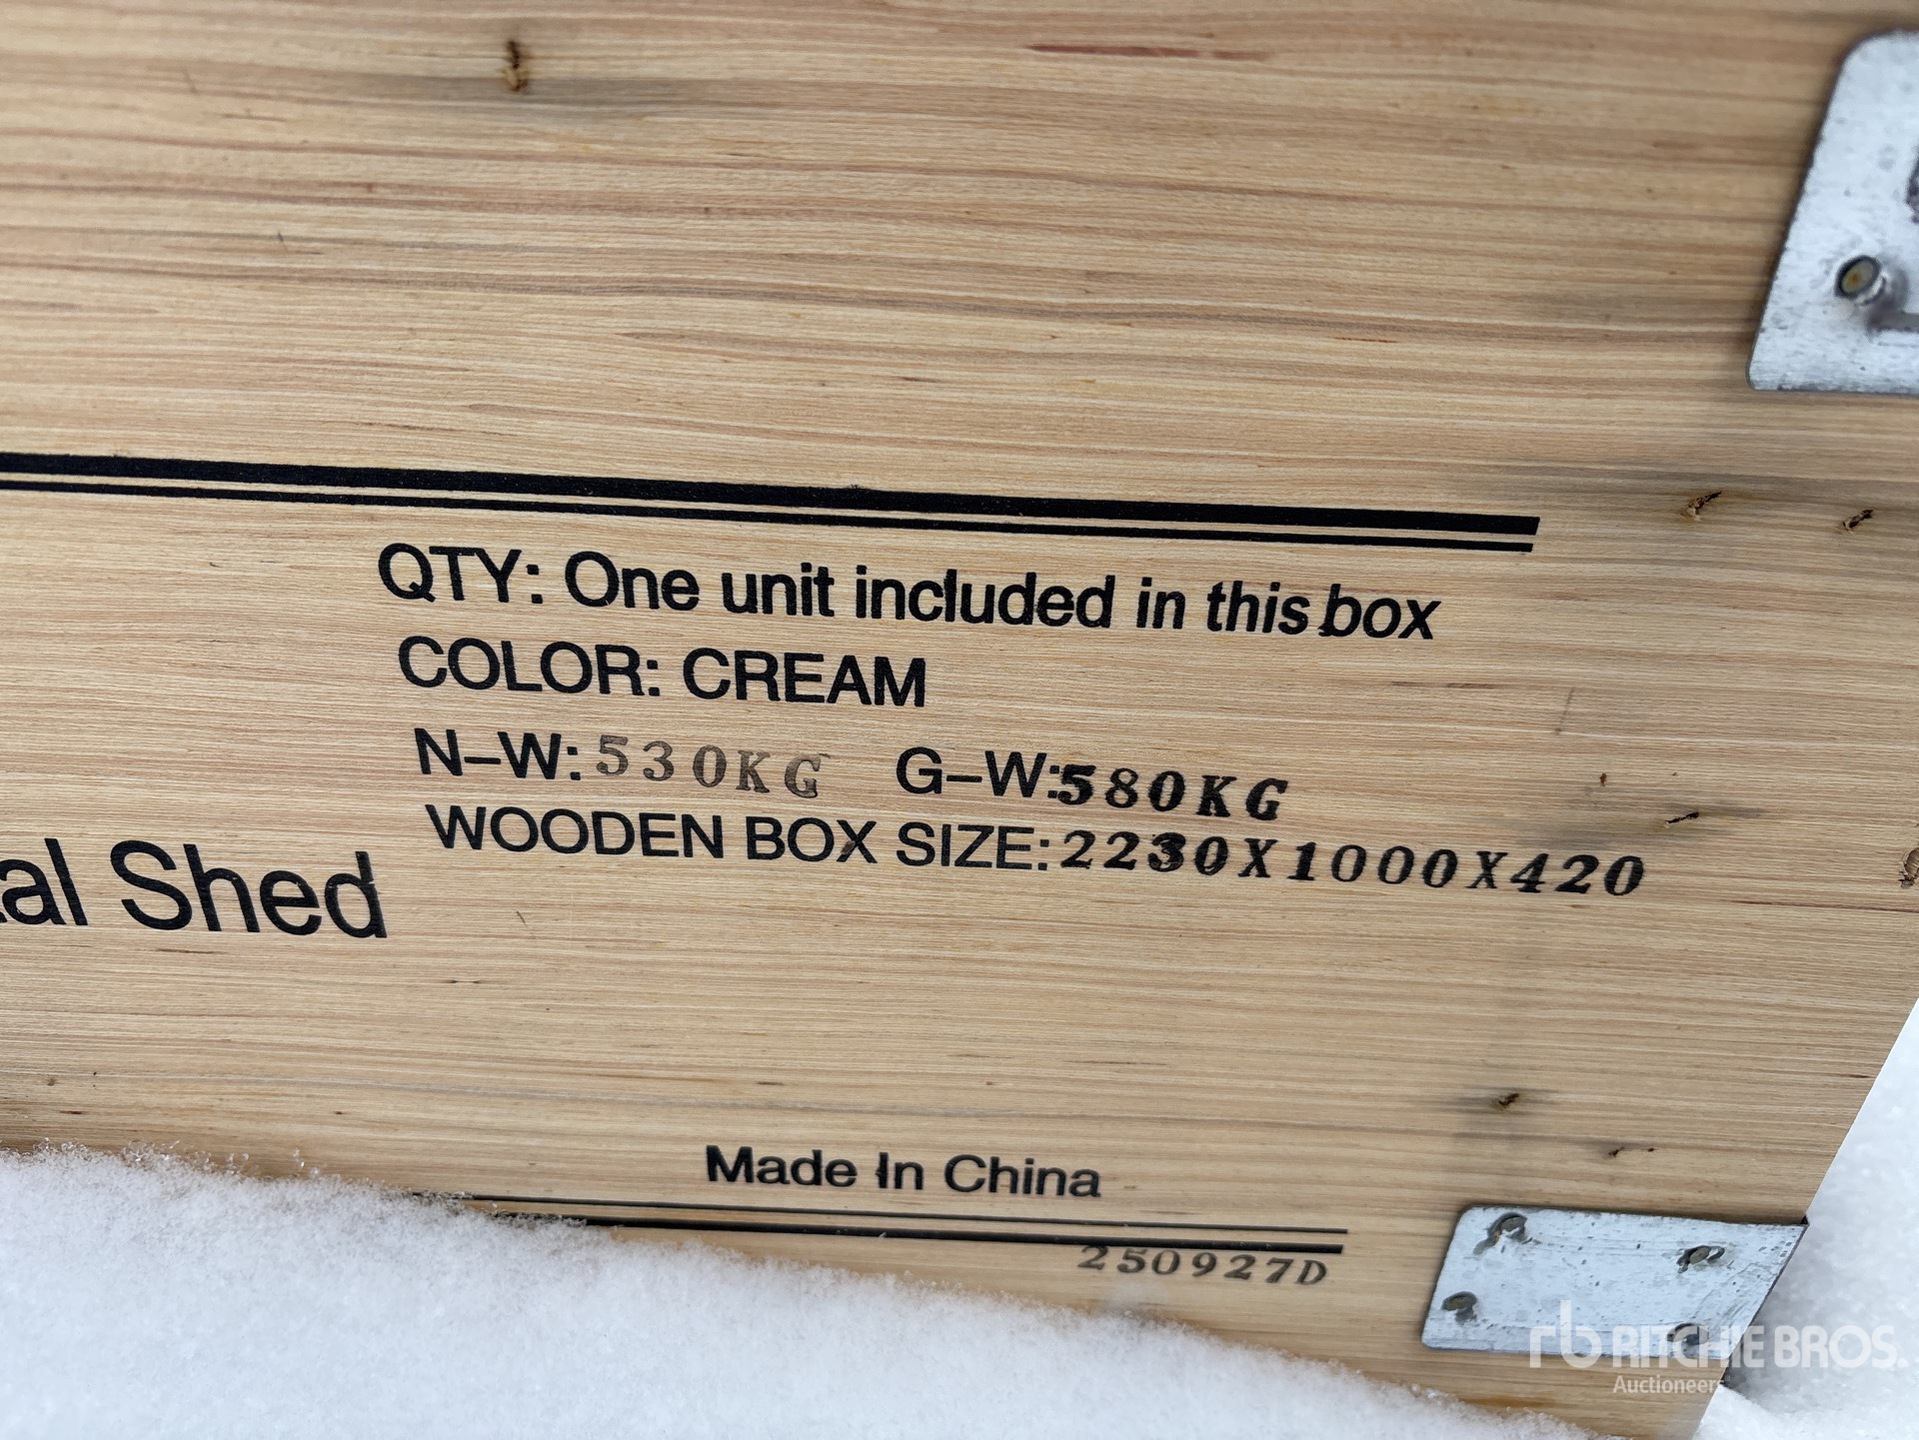 QTY: One unit included in this box
COLOR: CREAM
N-W: 530KG G-W: 580KG
WOODEN BOX SIZE: 2230X1000X420
Shed
Made In China
250927D
rb RITCHIE BROS.
Auctioneers